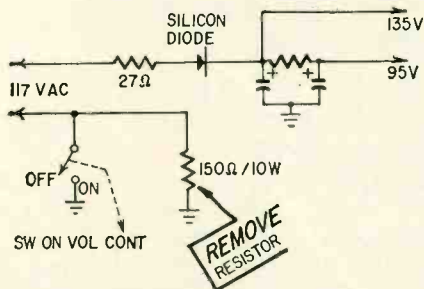 SILICON
DIODE
135V
27Ω
95V
117 VAC
+
+
OFF
ON
150Ω/10W
SW ON VOL CONT
REMOVE
RESISTOR